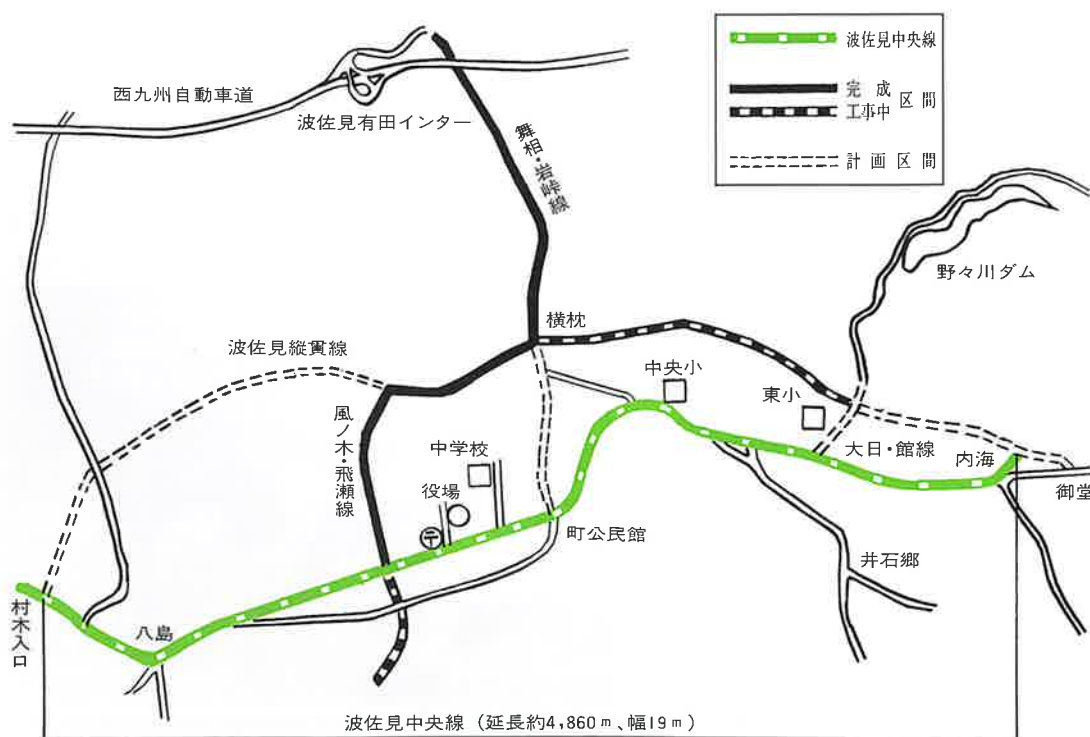 波佐見中央線
完成
工事中
区間
計画区間
西九州自動車道
波佐見有田インター
舞相・岩峠線
野々川ダム
横枕
波佐見縦貫線
中央小
東小
風ノ木・飛瀬線
中学校
役場
〒
大日・館線
内海
御堂
町公民館
井石郷
村木入口
八島
波佐見中央線(延長約4,860m、幅19m)